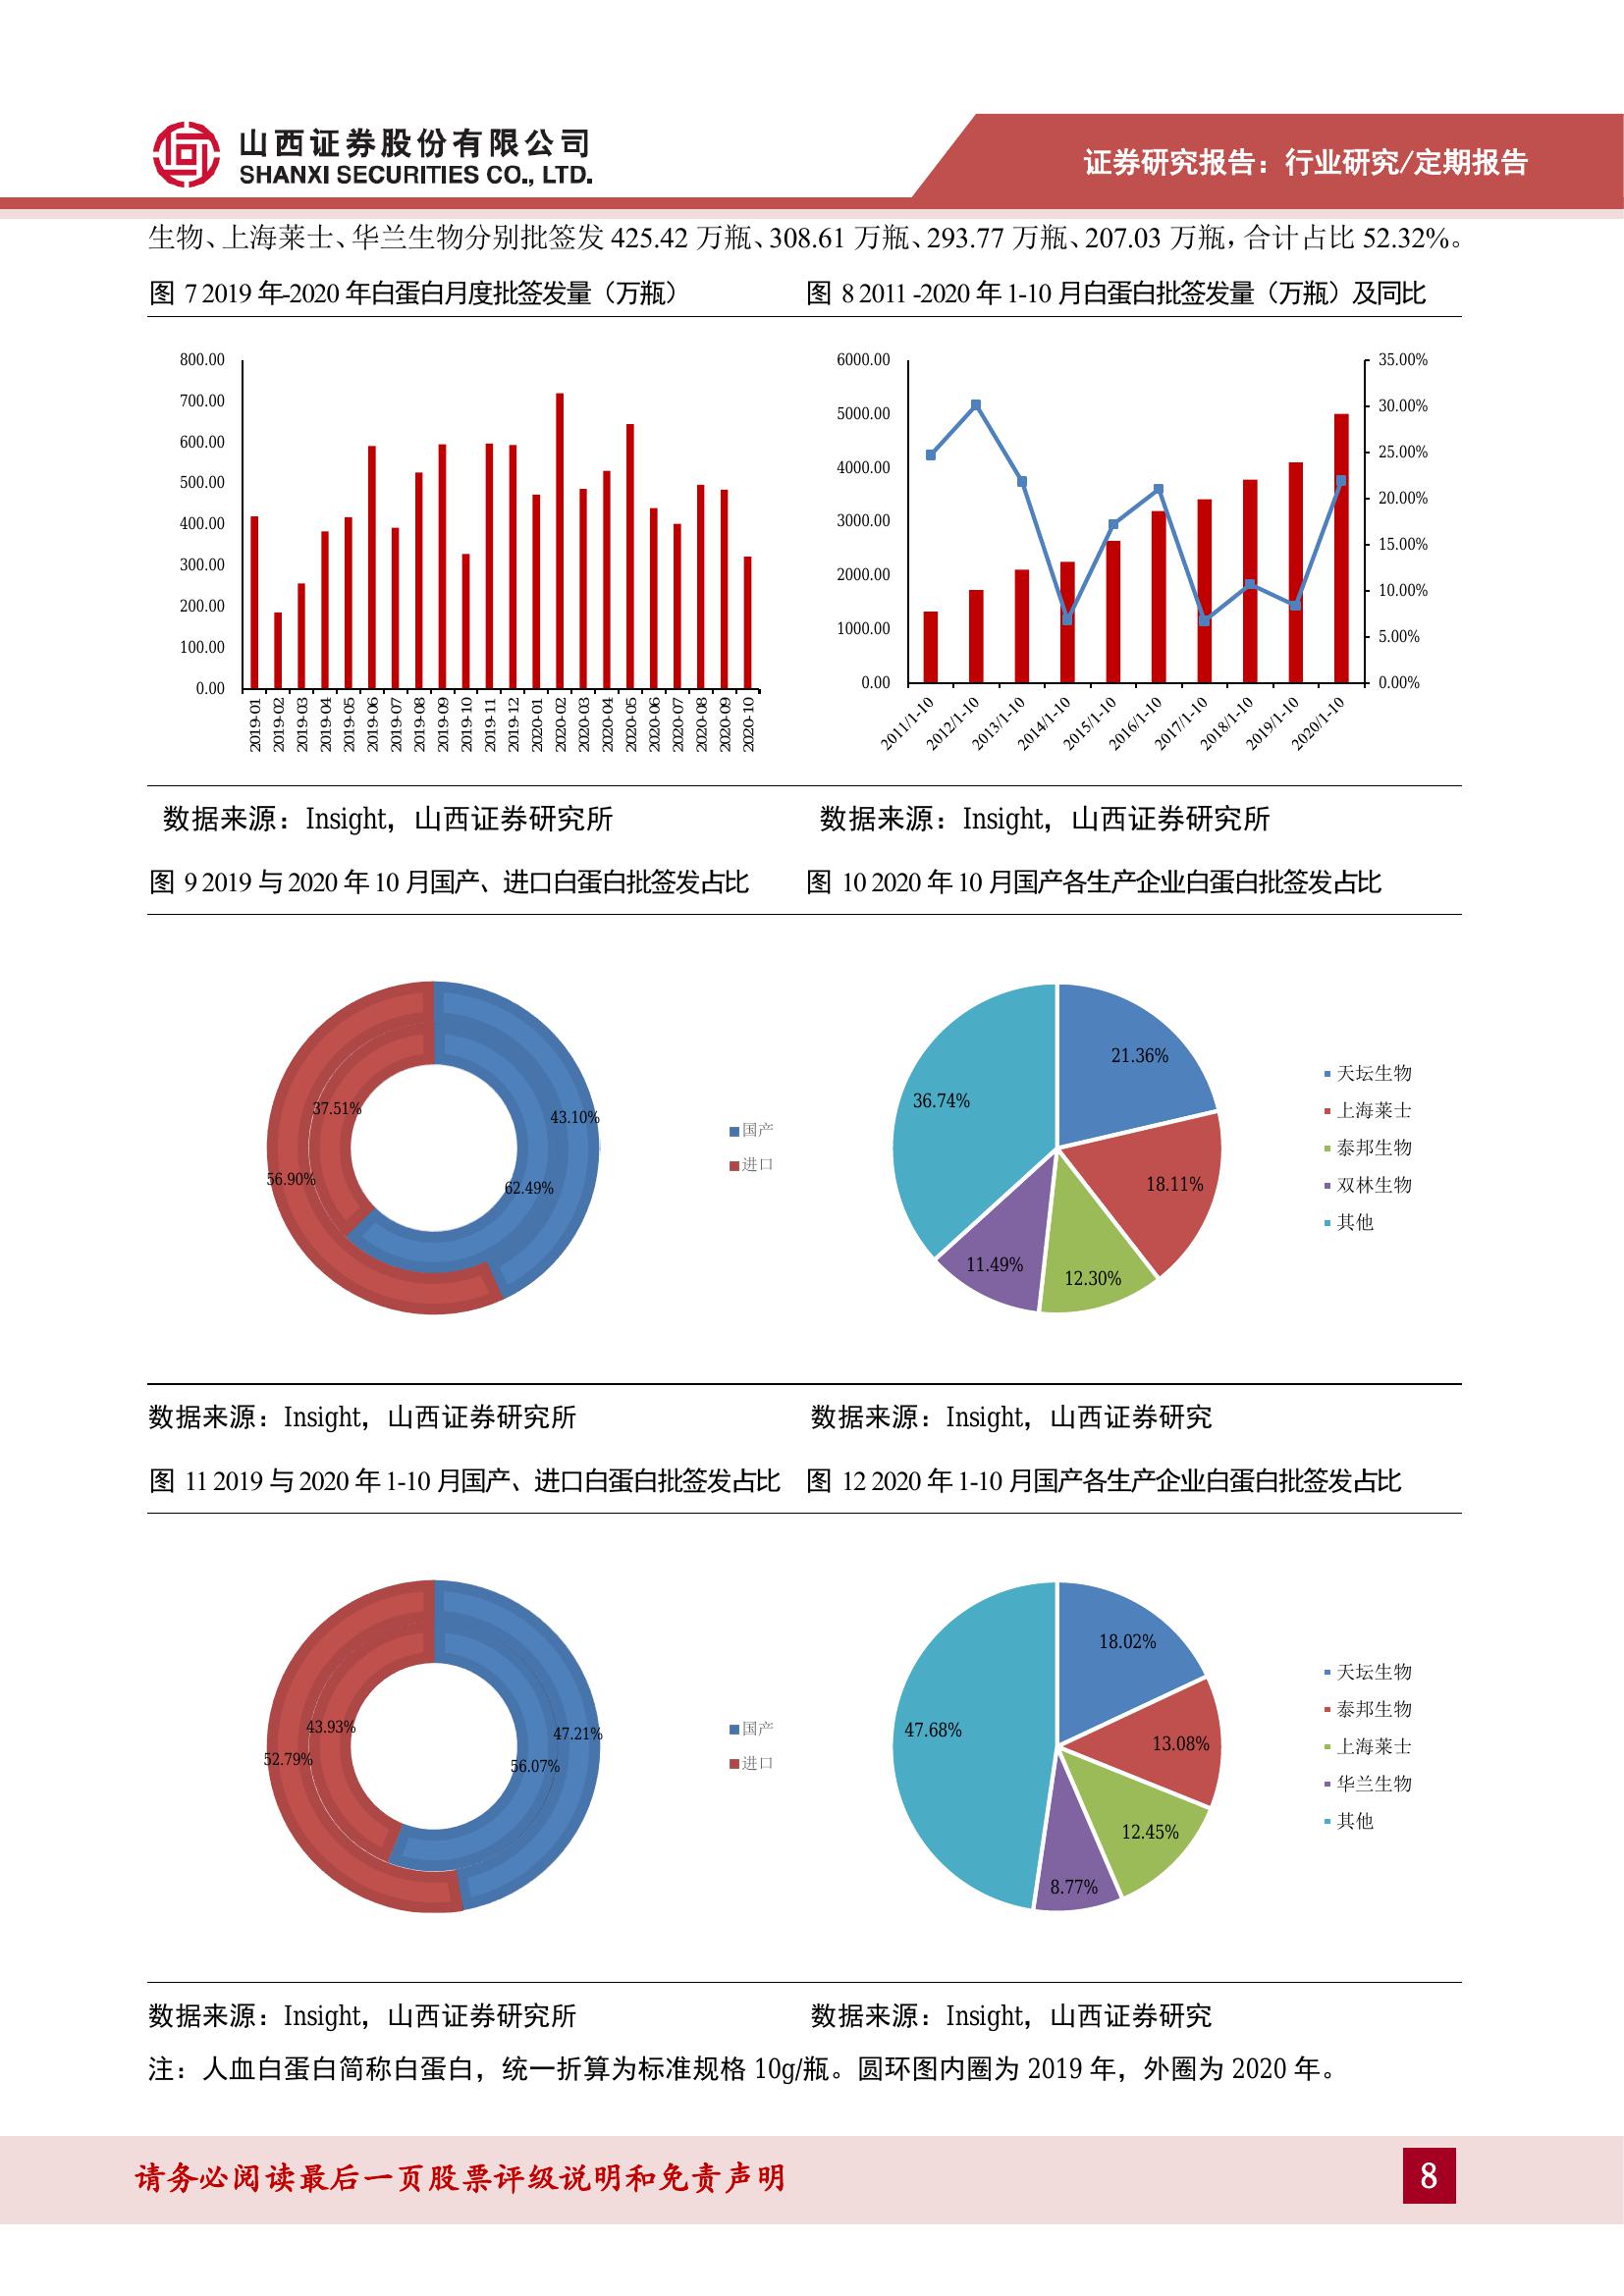 山西证券股份有限公司
SHANXI SECURITIES CO., LTD.
证券研究报告：行业研究/定期报告
生物、上海莱士、华兰生物分别批签发 425.42 万瓶、308.61 万瓶、293.77 万瓶、207.03 万瓶，合计占比 52.32%。
图 7 2019 年-2020 年白蛋白月度批签发量（万瓶）
图 8 2011 -2020 年 1-10 月白蛋白批签发量（万瓶）及同比
800.00
700.00
600.00
500.00
400.00
300.00
200.00
100.00
0.00
2019-01
2019-02
2019-03
2019-04
2019-05
2019-06
2019-07
2019-08
2019-09
2019-10
2019-11
2019-12
2020-01
2020-02
2020-03
2020-04
2020-05
2020-06
2020-07
2020-08
2020-09
2020-10
6000.00
5000.00
4000.00
3000.00
2000.00
1000.00
0.00
35.00%
30.00%
25.00%
20.00%
15.00%
10.00%
5.00%
0.00%
2011/1-10
2012/1-10
2013/1-10
2014/1-10
2015/1-10
2016/1-10
2017/1-10
2018/1-10
2019/1-10
2020/1-10
数据来源：Insight，山西证券研究所
数据来源：Insight，山西证券研究所
图 9 2019 与 2020 年 10 月国产、进口白蛋白批签发占比
图 10 2020 年 10 月国产各生产企业白蛋白批签发占比
37.51%
43.10%
56.90%
62.49%
国产
进口
21.36%
36.74%
18.11%
11.49%
12.30%
天坛生物
上海莱士
泰邦生物
双林生物
其他
数据来源：Insight，山西证券研究所
数据来源：Insight，山西证券研究
图 11 2019 与 2020 年 1-10 月国产、进口白蛋白批签发占比
图 12 2020 年 1-10 月国产各生产企业白蛋白批签发占比
43.93%
47.21%
52.79%
56.07%
国产
进口
18.02%
47.68%
13.08%
12.45%
8.77%
天坛生物
泰邦生物
上海莱士
华兰生物
其他
数据来源：Insight，山西证券研究所
数据来源：Insight，山西证券研究
注：人血白蛋白简称白蛋白，统一折算为标准规格 10g/瓶。圆环图内圈为 2019 年，外圈为 2020 年。
请务必阅读最后一页股票评级说明和免责声明
8